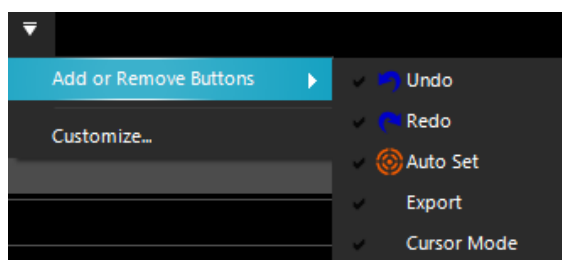 Add or Remove Buttons
Customize...
Undo
Redo
Auto Set
Export
Cursor Mode